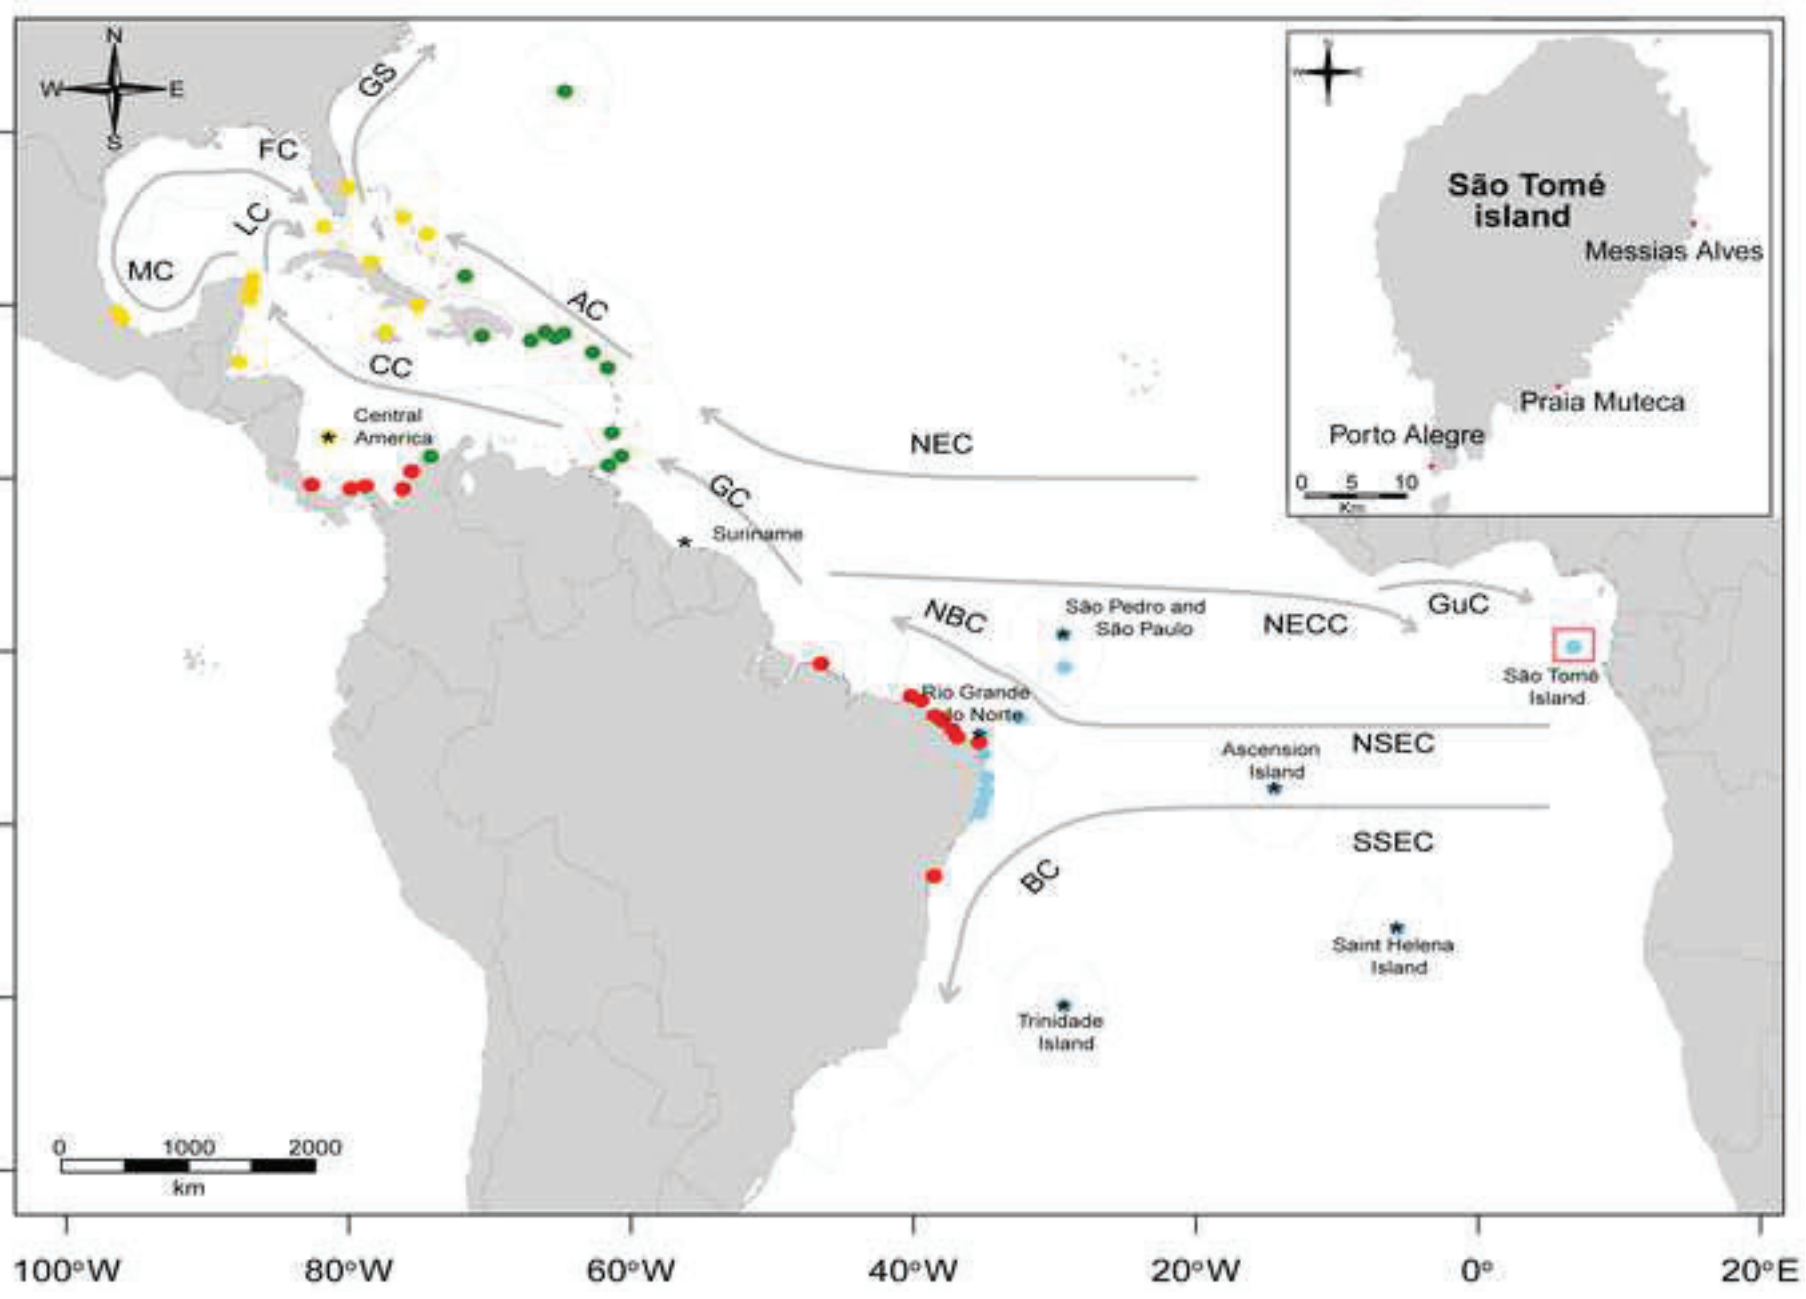 N
W E
S
GS
FC
LC
MC
AC
CC
Central
America
NEC
GC
Suriname
NBC
São Pedro and
São Paulo
NECC
GuC
São Tomé
Island
Rio Grande
do Norte
NSEC
Ascension
Island
SSEC
BC
Saint Helena
Island
Trinidade
Island
São Tomé
island
Messias Alves
Praia Muteca
Porto Alegre
0 5 10
Km
0 1000 2000
km
100°W 80°W 60°W 40°W 20°W 0° 20°E